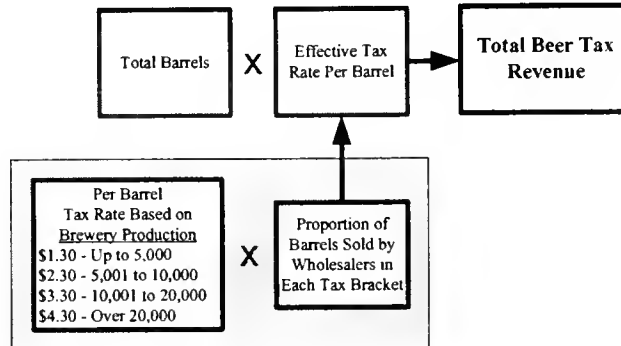 Total Barrels
X
Effective Tax
Rate Per Barrel
Total Beer Tax
Revenue
Per Barrel
Tax Rate Based on
Brewery Production
$1.30 - Up to 5,000
$2.30 - 5,001 to 10,000
$3.30 - 10,001 to 20,000
$4.30 - Over 20,000
X
Proportion of
Barrels Sold by
Wholesalers in
Each Tax Bracket